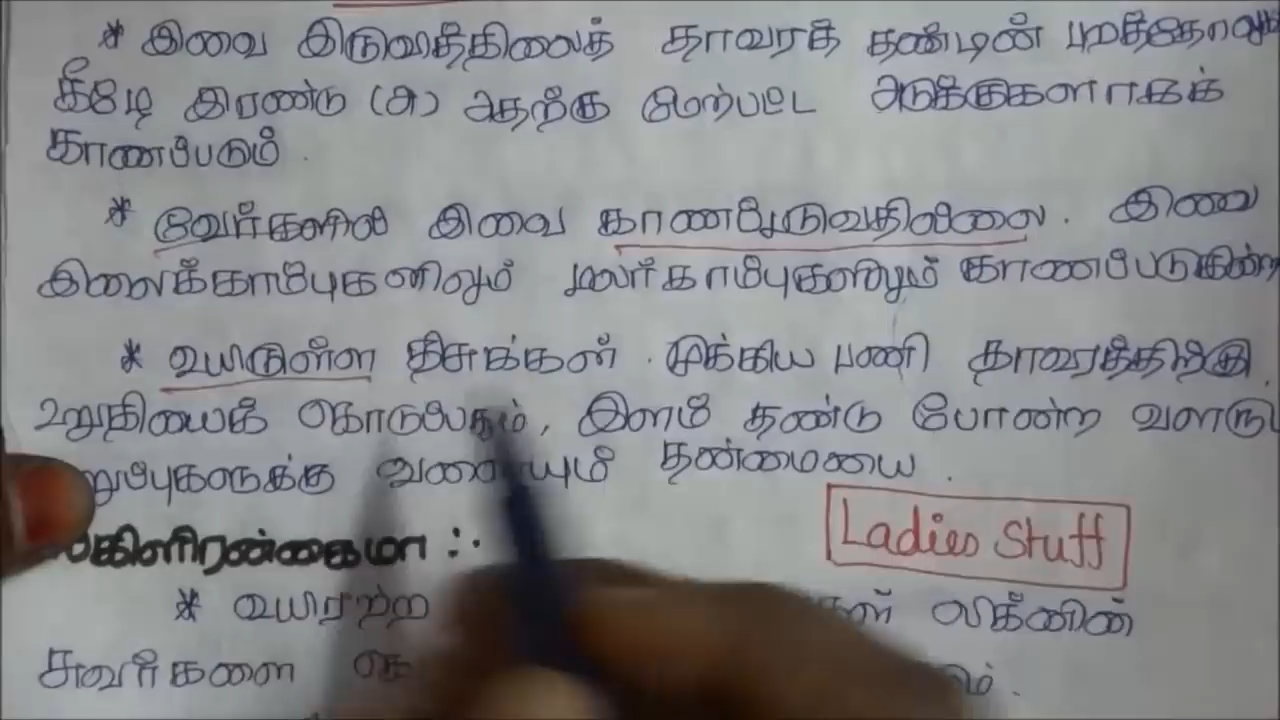 * இவை இருவித்திலைத் தாவரத் தண்டின் புறத்தோலு
கீழே இரண்டு (அ) அதற்கு மேற்பட்ட அடுக்குகளாகக்
காணப்படும்.
* வேர்களில் இவை காணப்படுவதில்லை. இவை
இலைக்காம்புகளிலும் மலர்காம்புகளிலும் காணப்படுகின்ற
* உயிருள்ள திசுக்கள். முக்கிய பணி தாவரத்திற்கு
உறுதியைக் கொடுப்பதும், இளம் தண்டு போன்ற வளரு
றுப்புகளுக்கு வளையும் தன்மையை.
கிளிரன்கைமா :.
Ladies Stuff
* உயிரற்ற கள் லிக்னின்
சுவர்களை